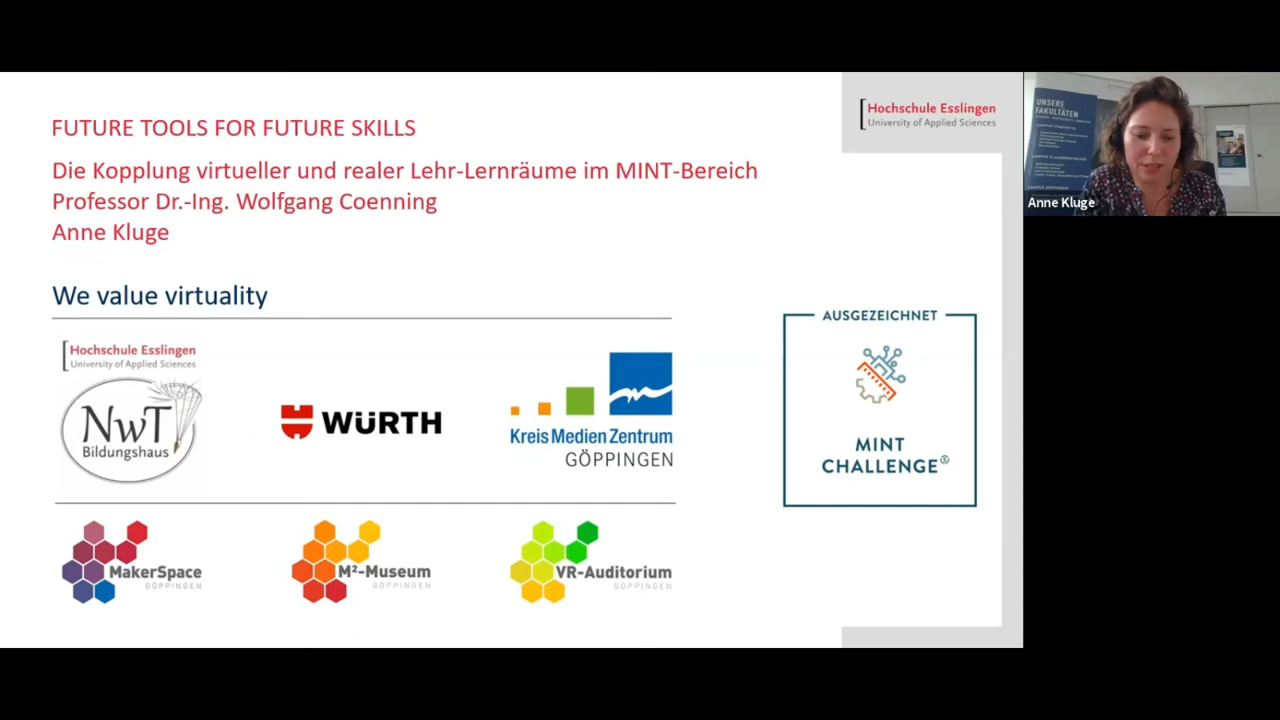 FUTURE TOOLS FOR FUTURE SKILLS
Die Kopplung virtueller und realer Lehr-Lernräume im MINT-Bereich
Professor Dr.-Ing. Wolfgang Coenning
Anne Kluge
We value virtuality
Hochschule Esslingen
University of Applied Sciences
NwT
Bildungshaus
WÜRTH
Kreis Medien Zentrum
GÖPPINGEN
MakerSpace
GÖPPINGEN
M²-Museum
GÖPPINGEN
VR-Auditorium
GÖPPINGEN
Hochschule Esslingen
University of Applied Sciences
AUSGEZEICHNET
MINT
CHALLENGE
UNSERE
FAKULTÄTEN
Anne Kluge